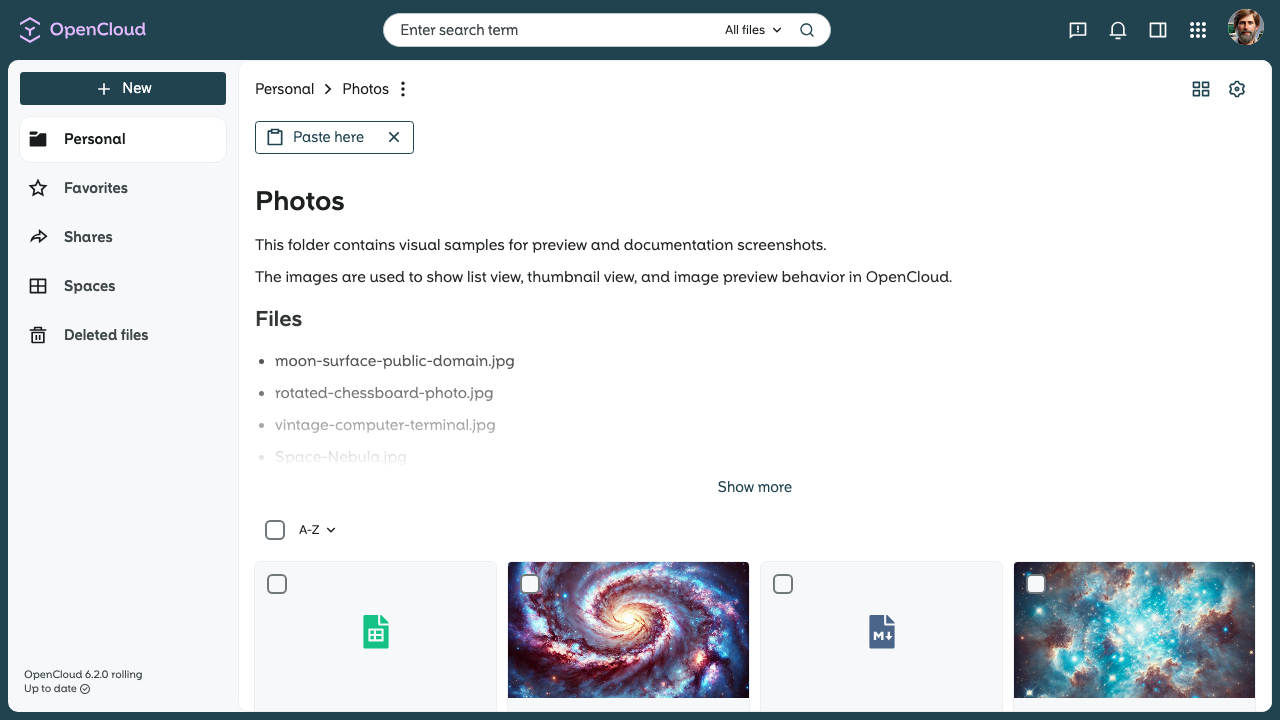 OpenCloud
Enter search term
All files
New
Personal
Favorites
Shares
Spaces
Deleted files
OpenCloud 6.2.0 rolling
Up to date
Personal
Photos
Paste here
Photos
This folder contains visual samples for preview and documentation screenshots.
The images are used to show list view, thumbnail view, and image preview behavior in OpenCloud.
Files
moon-surface-public-domain.jpg
rotated-chessboard-photo.jpg
vintage-computer-terminal.jpg
Space-Nebula.jpg
Show more
A-Z
M